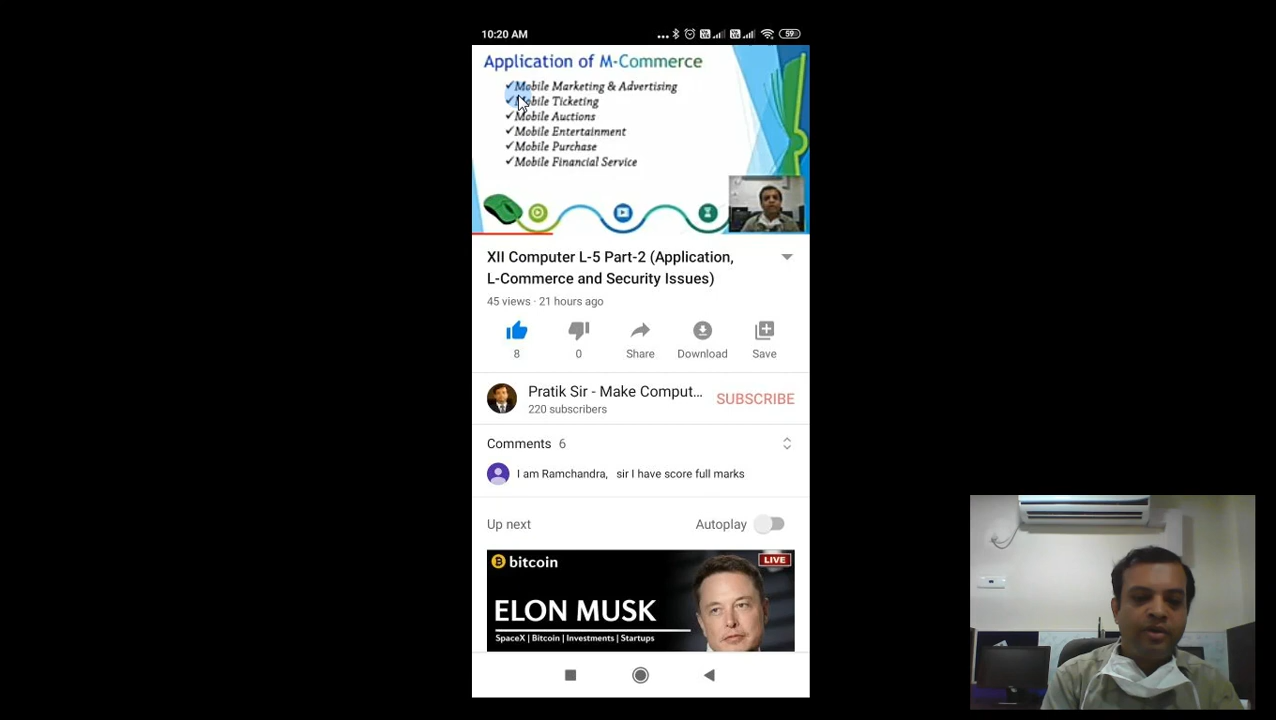 10:20 AM
59
Application of M-Commerce
✓Mobile Marketing & Advertising
✓Mobile Ticketing
✓Mobile Auctions
✓Mobile Entertainment
✓Mobile Purchase
✓Mobile Financial Service
XII Computer L-5 Part-2 (Application,
L-Commerce and Security Issues)
45 views · 21 hours ago
8
0
Share
Download
Save
Pratik Sir - Make Comput...
220 subscribers
SUBSCRIBE
Comments 6
I am Ramchandra, sir I have score full marks
Up next
Autoplay
bitcoin
LIVE
ELON MUSK
SpaceX | Bitcoin | Investments | Startups